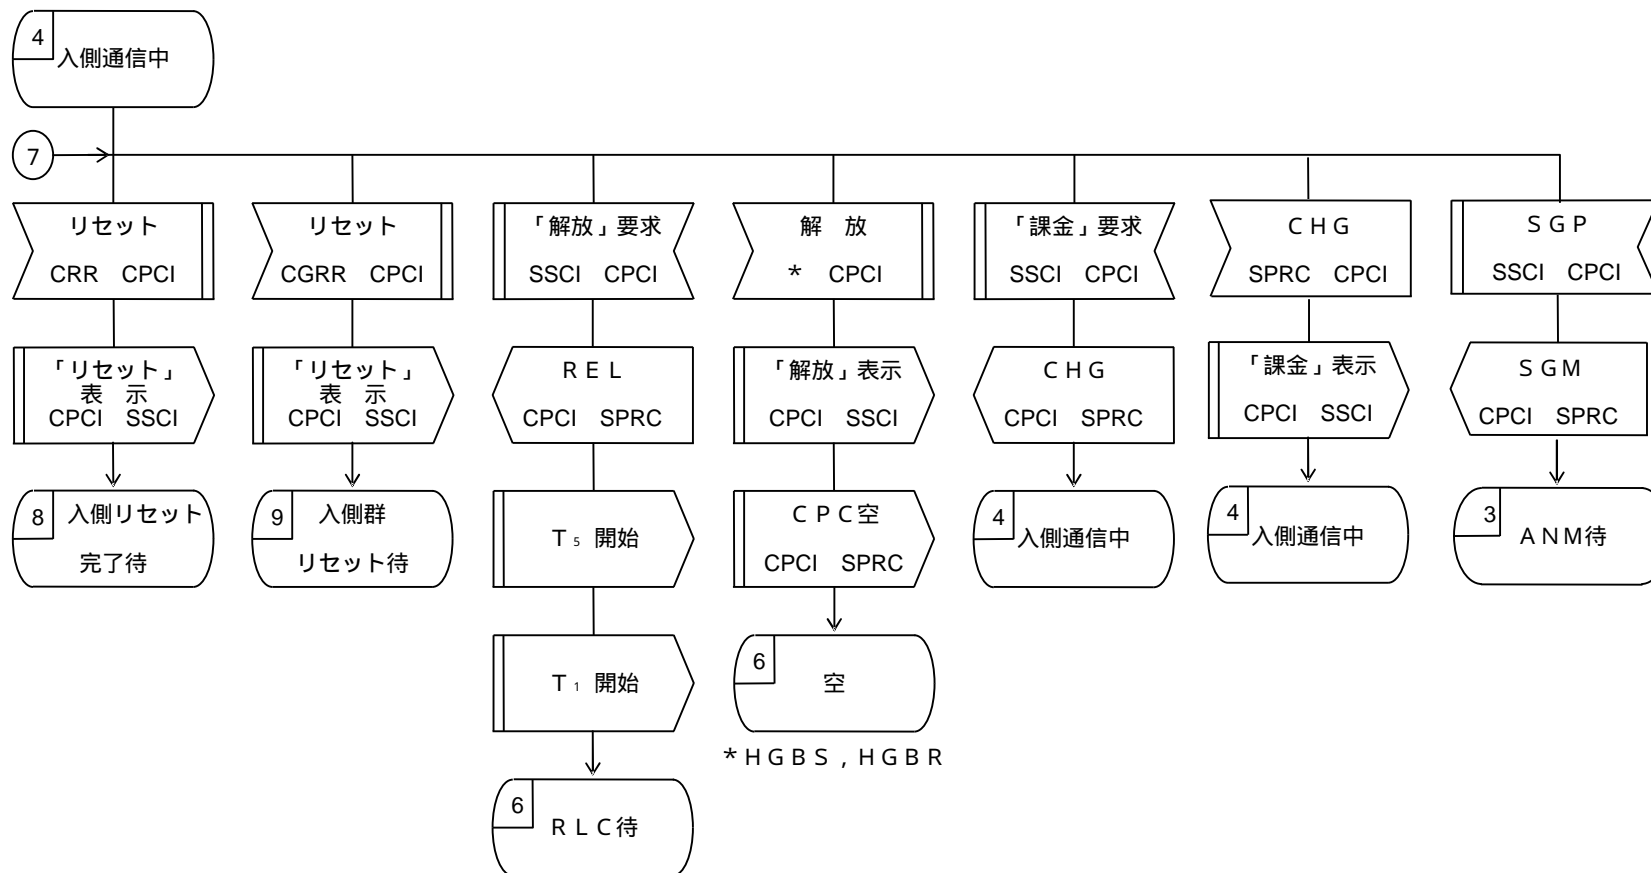 4
入側通信中
7
リセット
CRR CPCI
リセット
CGRR CPCI
「解放」要求
SSCI CPCI
解 放
* CPCI
「課金」要求
SSCI CPCI
ＣＨＧ
SPRC CPCI
ＳＧＰ
SSCI CPCI
「リセット」
表 示
CPCI SSCI
「リセット」
表 示
CPCI SSCI
ＲＥＬ
CPCI SPRC
「解放」表示
CPCI SSCI
ＣＨＧ
CPCI SPRC
「課金」表示
CPCI SSCI
ＳＧＭ
CPCI SPRC
8
入側リセット
完了待
9
入側群
リセット待
Ｔ₅ 開始
ＣＰＣ空
CPCI SPRC
4
入側通信中
4
入側通信中
3
ＡＮＭ待
Ｔ₁ 開始
6
空
*ＨＧＢＳ，ＨＧＢＲ
6
ＲＬＣ待